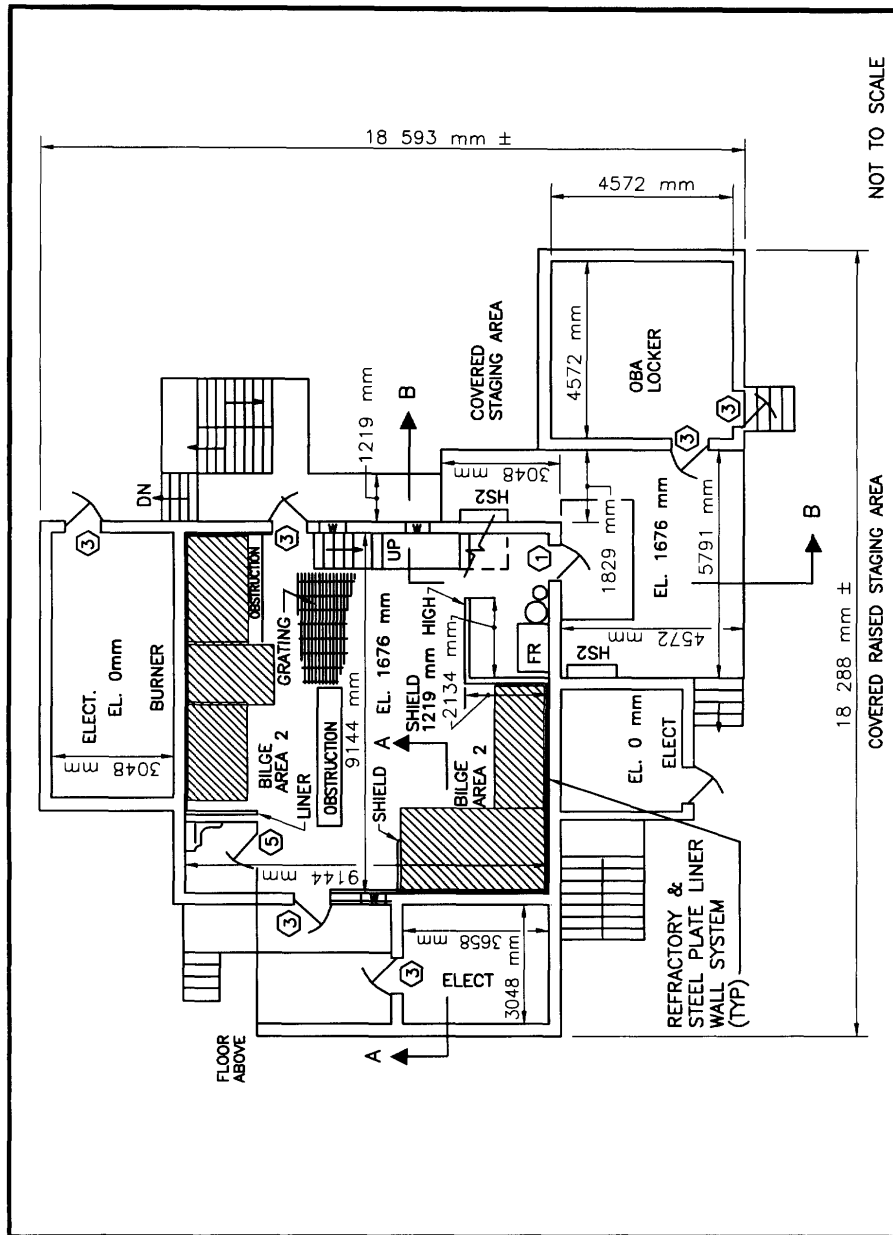 18 593 mm ±
4572 mm
NOT TO SCALE
COVERED
STAGING AREA
4572 mm
OBA
LOCKER
3
3
B
1219 mm
3048
mm
HS2
DN
3
3
W
W
UP
1
1829 mm
EL. 1676 mm
5791 mm
B
4572
mm
HS2
18 288 mm ±
COVERED RAISED STAGING AREA
ELECT.
EL. 0mm
BURNER
3048
mm
OBSTRUCTION
GRATING
BILGE
AREA 2
LINER
OBSTRUCTION
9144 mm
EL. 1676 mm
SHIELD
1219 mm HIGH
2134 mm
FR
A
SHIELD
BILGE
AREA 2
EL. 0 mm
ELECT
5
9144
mm
3
W
3658
mm
3
ELECT
3048 mm
A
FLOOR
ABOVE
REFRACTORY &
STEEL PLATE LINER
WALL SYSTEM
(TYP)